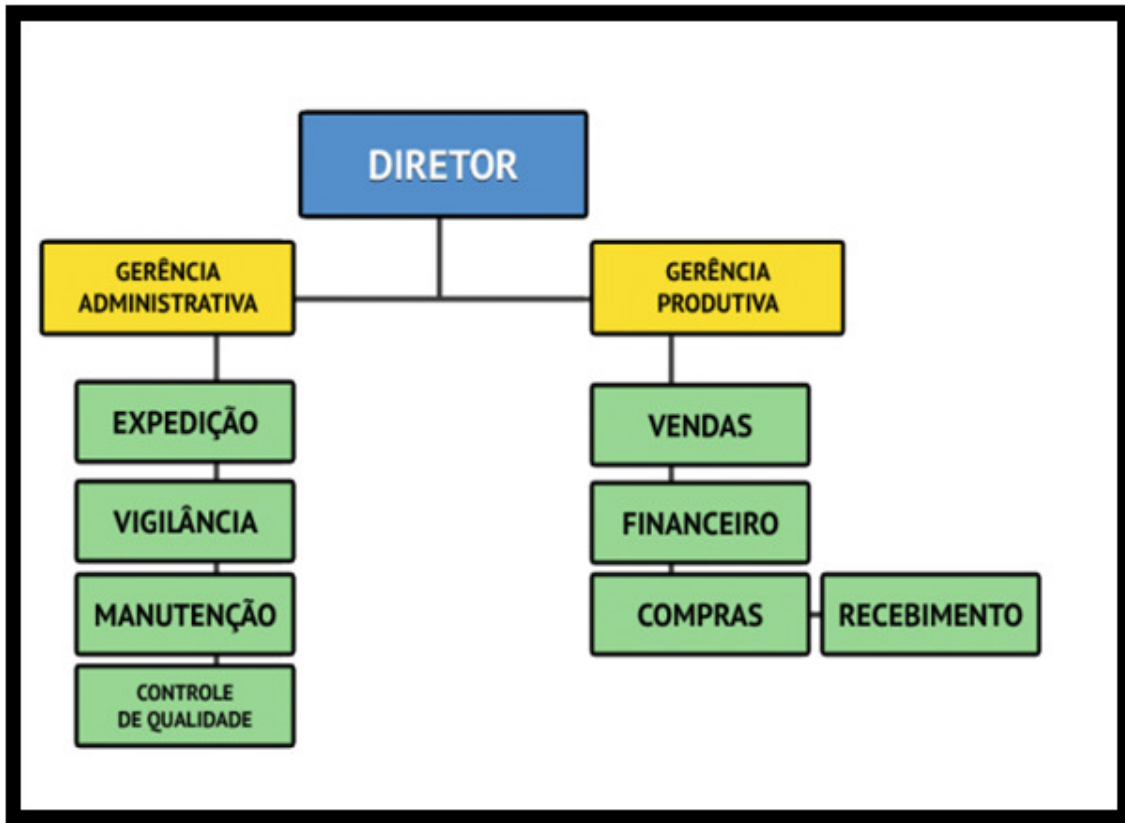 DIRETOR
GERÊNCIA
ADMINISTRATIVA
GERÊNCIA
PRODUTIVA
EXPEDIÇÃO
VIGILÂNCIA
MANUTENÇÃO
CONTROLE
DE QUALIDADE
VENDAS
FINANCEIRO
COMPRAS
RECEBIMENTO